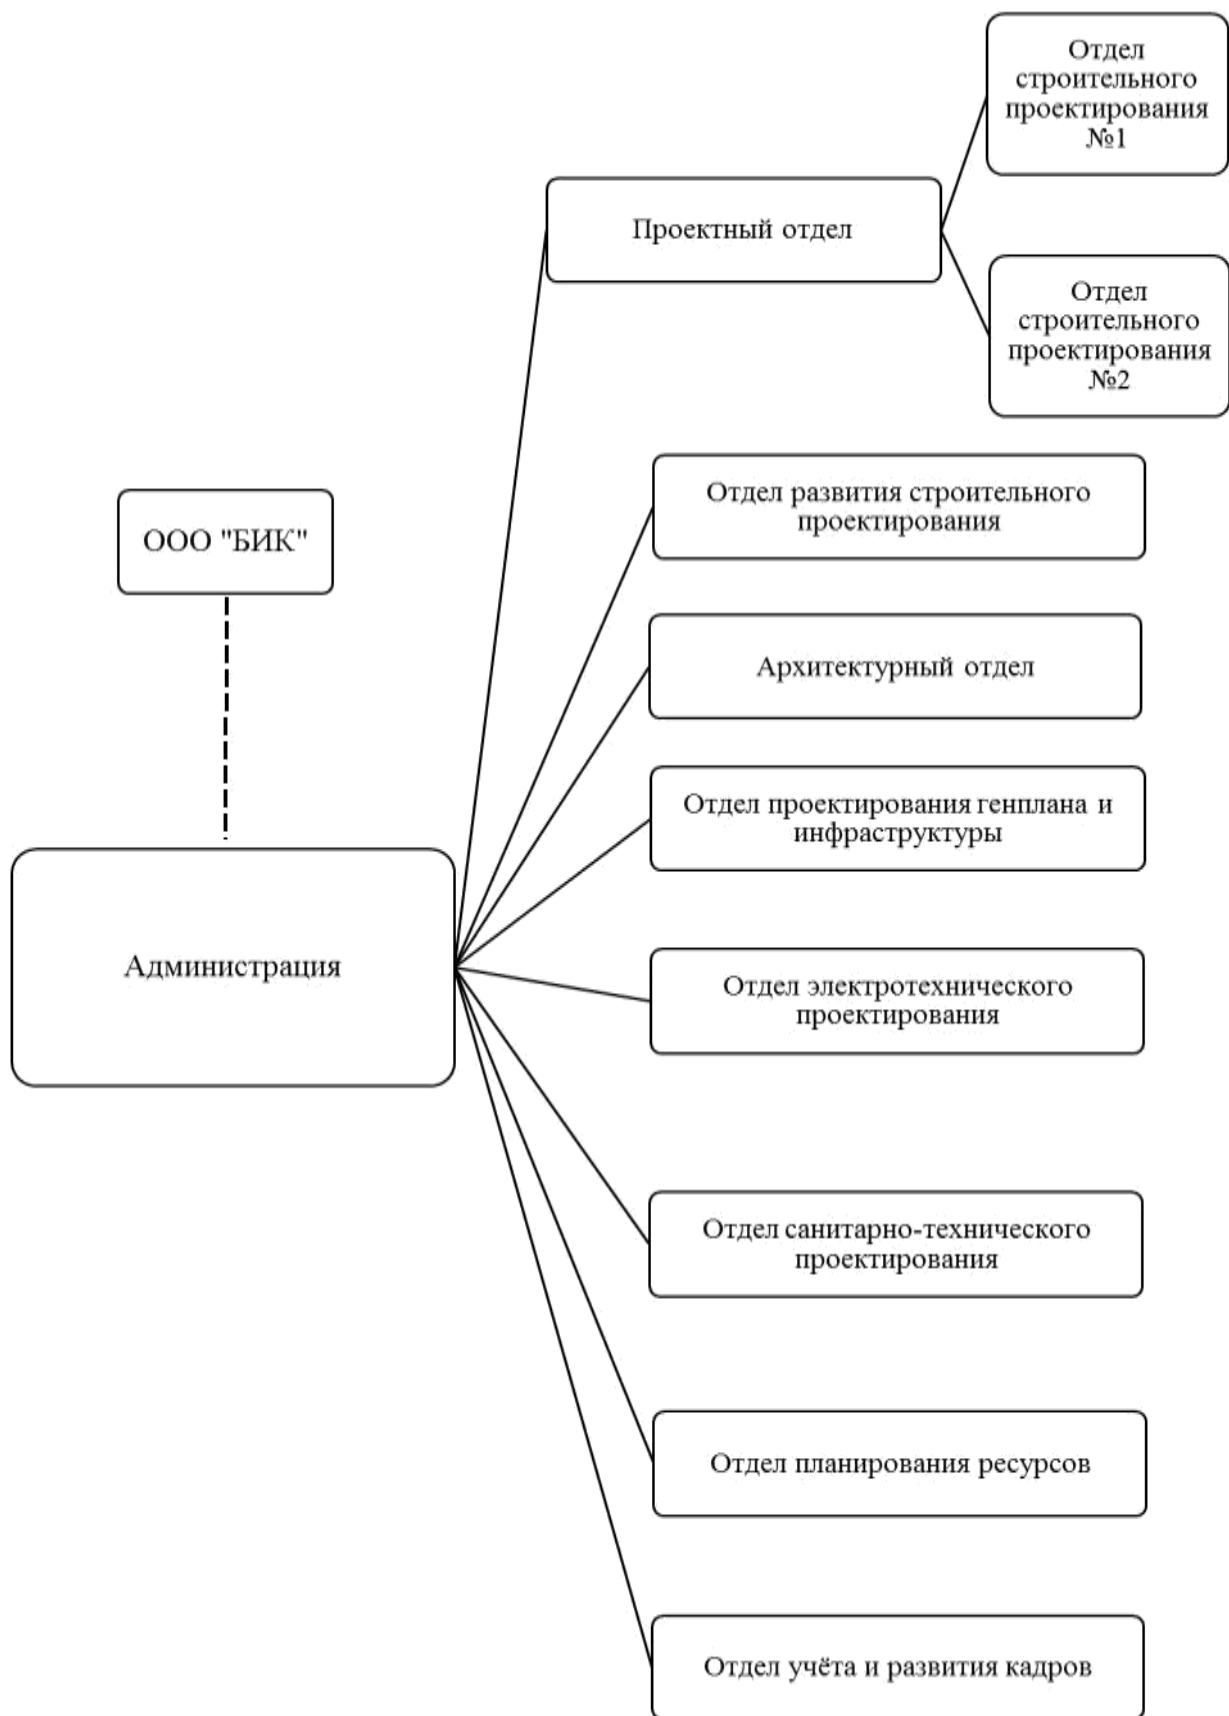 Отдел
строительного
проектирования
№1
Проектный отдел
Отдел
строительного
проектирования
№2
Отдел развития строительного
проектирования
ООО "БИК"
Архитектурный отдел
Отдел проектирования генплана и
инфраструктуры
Администрация
Отдел электротехнического
проектирования
Отдел санитарно-технического
проектирования
Отдел планирования ресурсов
Отдел учёта и развития кадров